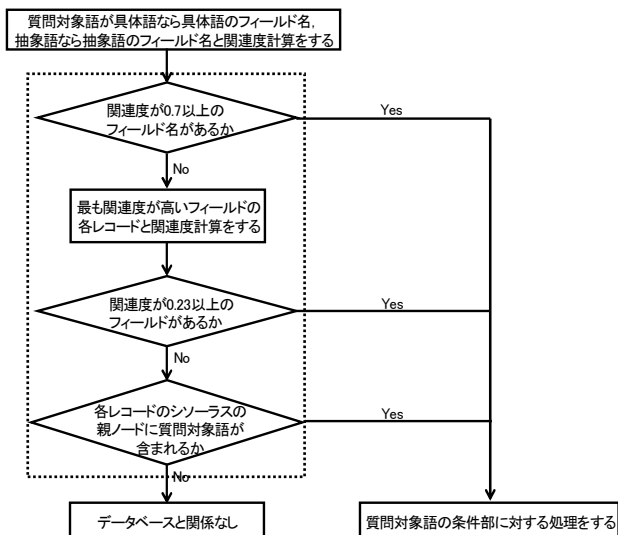 質問対象語が具体語なら具体語のフィールド名,
抽象語なら抽象語のフィールド名と関連度計算をする
関連度が0.7以上の
フィールド名があるか
Yes
No
最も関連度が高いフィールドの
各レコードと関連度計算をする
関連度が0.23以上の
フィールドがあるか
Yes
No
各レコードのシソーラスの
親ノードに質問対象語が
含まれるか
Yes
No
データベースと関係なし
質問対象語の条件部に対する処理をする